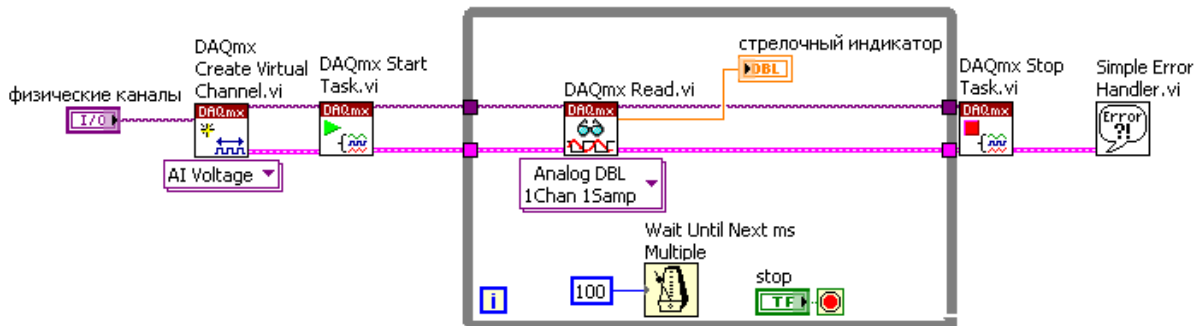 физические каналы
I/O
DAQmx
Create Virtual
Channel.vi
DAQmx
AI Voltage
DAQmx Start
Task.vi
DAQmx
DAQmx Read.vi
DAQmx
Analog DBL
1Chan 1Samp
стрелочный индикатор
DBL
Wait Until Next ms
Multiple
100
stop
TF
i
DAQmx Stop
Task.vi
DAQmx
Simple Error
Handler.vi
Error
?!